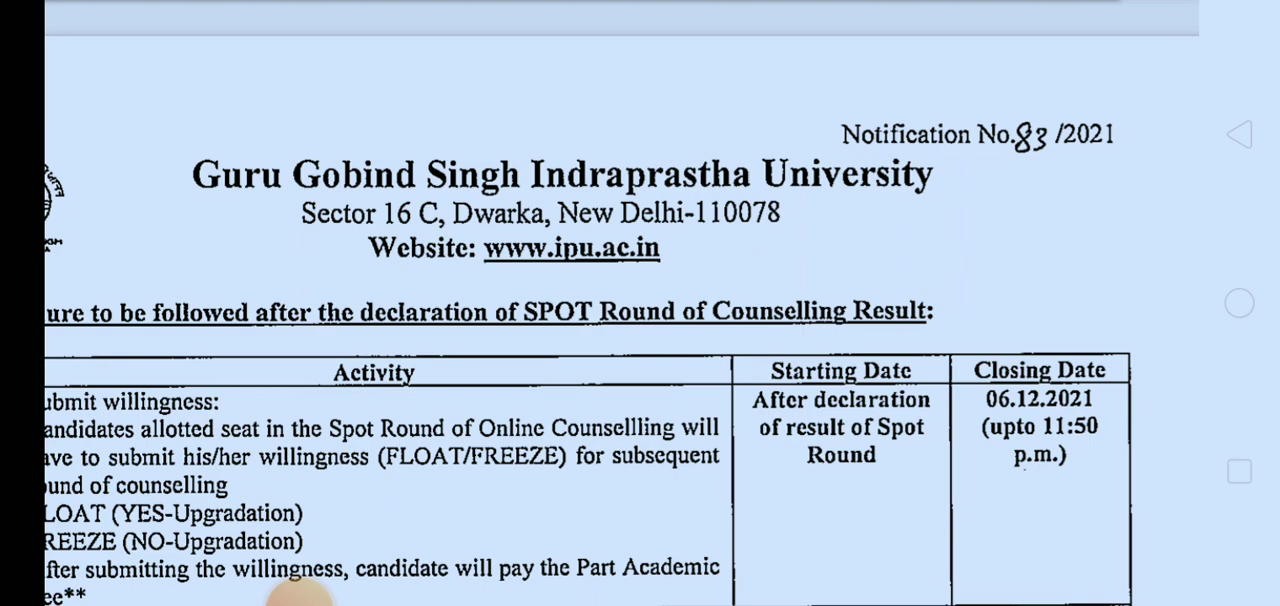 Notification No.83/2021
Guru Gobind Singh Indraprastha University
Sector 16 C, Dwarka, New Delhi-110078
Website: www.ipu.ac.in
ure to be followed after the declaration of SPOT Round of Counselling Result:
Activity Starting Date Closing Date
ubmit willingness: After declaration 06.12.2021
andidates allotted seat in the Spot Round of Online Counsellling will of result of Spot (upto 11:50
ave to submit his/her willingness (FLOAT/FREEZE) for subsequent Round p.m.)
und of counselling
LOAT (YES-Upgradation)
REEZE (NO-Upgradation)
fter submitting the willingness, candidate will pay the Part Academic
ee**